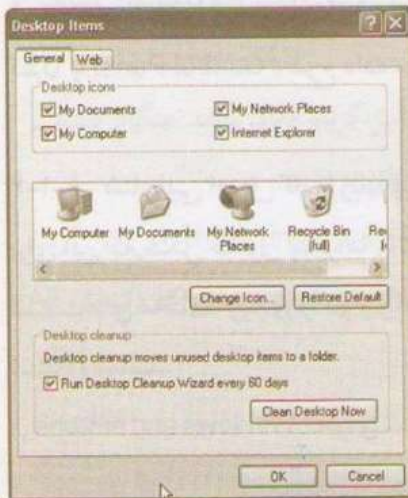 Desktop Items
General Web
Desktop icons
My Documents
My Network Places
My Computer
Internet Explorer
My Computer My Documents My Network Places Recycle Bin (full)
Change Icon... Restore Default
Desktop cleanup
Desktop cleanup moves unused desktop items to a folder.
Run Desktop Cleanup Wizard every 60 days
Clean Desktop Now
OK Cancel